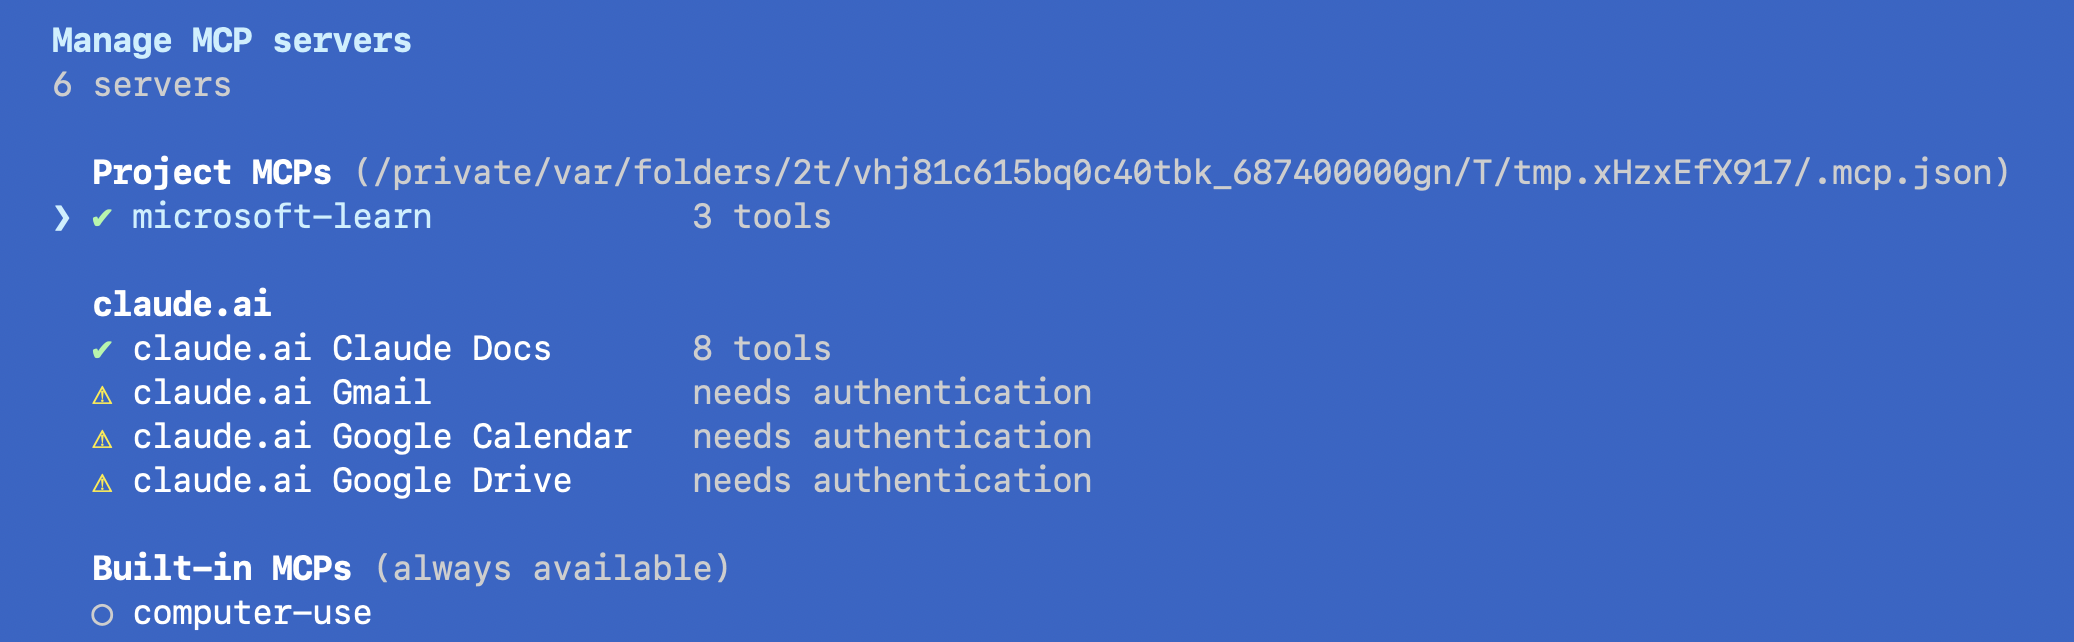 Manage MCP servers
6 servers
Project MCPs (/private/var/folders/2t/vhj81c615bq0c40tbk_687400000gn/T/tmp.xHzxEfX917/.mcp.json)
❯ ✔ microsoft-learn 3 tools
claude.ai
✔ claude.ai Claude Docs 8 tools
⚠ claude.ai Gmail needs authentication
⚠ claude.ai Google Calendar needs authentication
⚠ claude.ai Google Drive needs authentication
Built-in MCPs (always available)
◯ computer-use